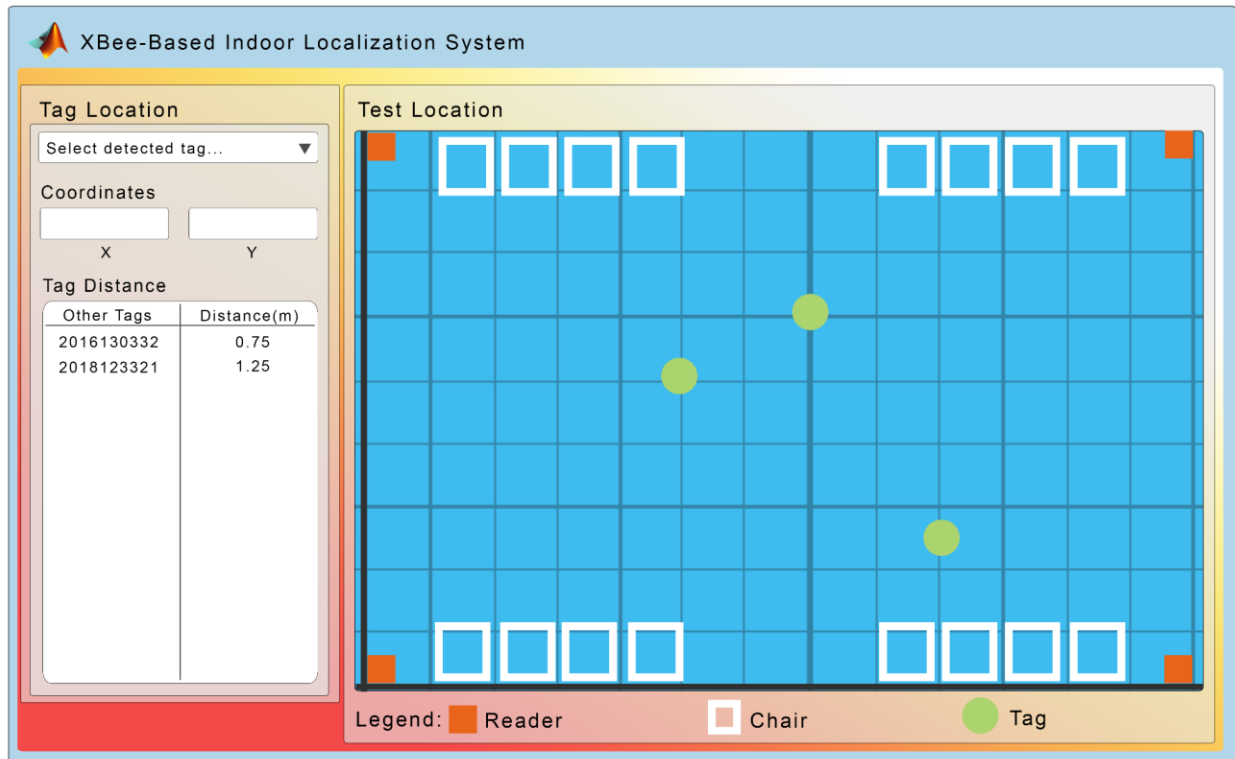 XBee-Based Indoor Localization System
Tag Location
Select detected tag...
Coordinates
X Y
Tag Distance
Other Tags Distance(m)
2016130332 0.75
2018123321 1.25
Test Location
Legend: Reader Chair Tag